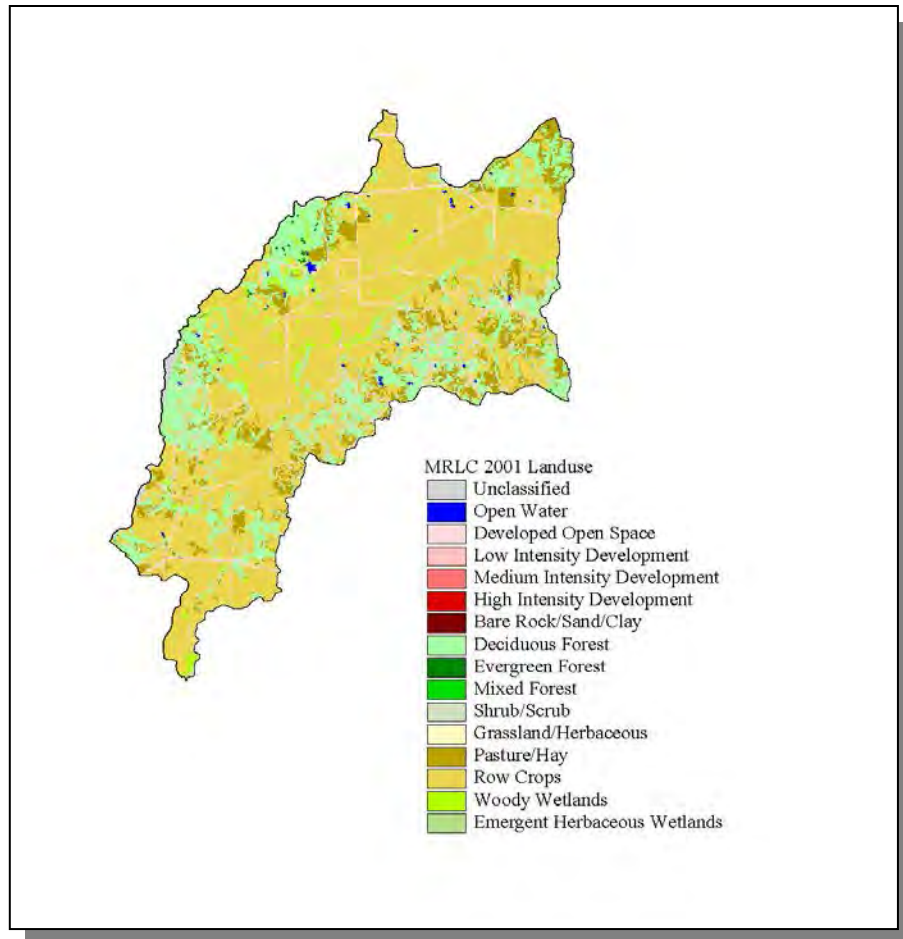 MRLC 2001 Landuse
Unclassified
Open Water
Developed Open Space
Low Intensity Development
Medium Intensity Development
High Intensity Development
Bare Rock/Sand/Clay
Deciduous Forest
Evergreen Forest
Mixed Forest
Shrub/Scrub
Grassland/Herbaceous
Pasture/Hay
Row Crops
Woody Wetlands
Emergent Herbaceous Wetlands